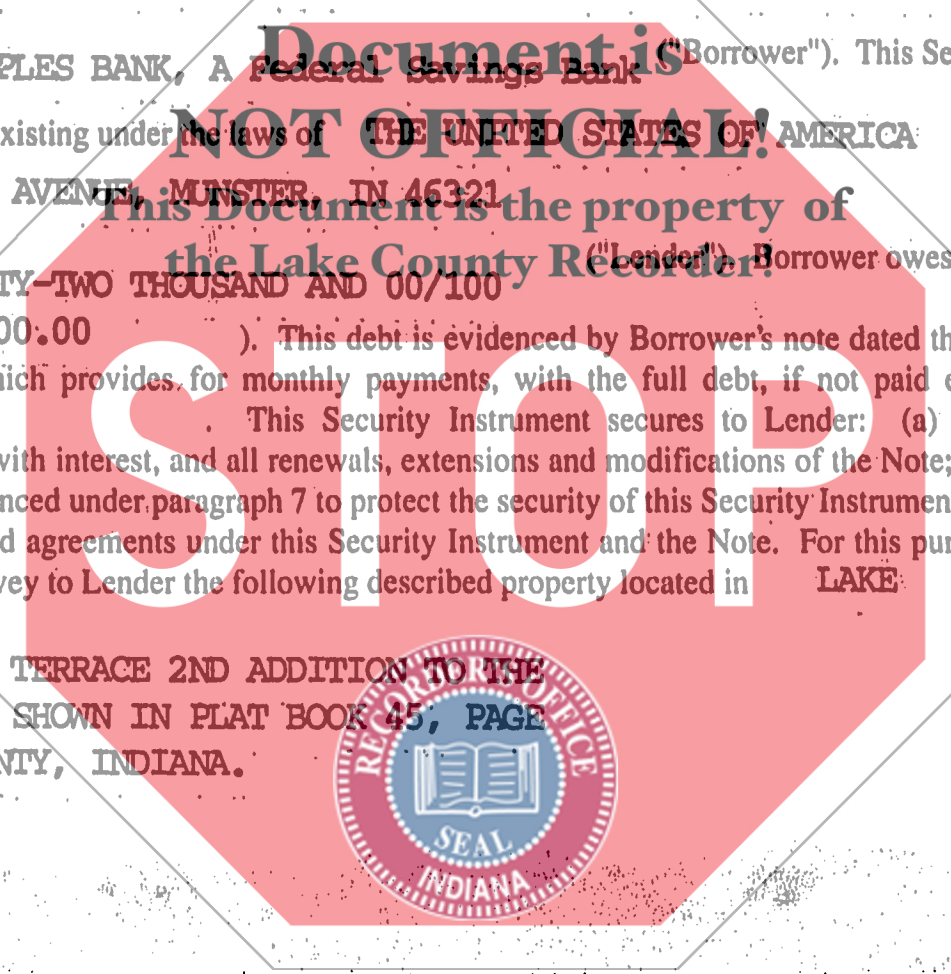 Document is
PLES BANK, A Federal Savings Bank ("Borrower"). This Se
NOT OFFICIAL!
xisting under the laws of THE UNITED STATES OF AMERICA
AVENUE, MUNSTER, IN 46321
This Document is the property of
the Lake County Recorder!
("Lender"). Borrower owes
TY-TWO THOUSAND AND 00/100
00.00 ). This debt is evidenced by Borrower's note dated th
hich provides for monthly payments, with the full debt, if not paid e
. This Security Instrument secures to Lender: (a)
with interest, and all renewals, extensions and modifications of the Note;
nced under paragraph 7 to protect the security of this Security Instrumen
d agreements under this Security Instrument and the Note. For this pur
vey to Lender the following described property located in LAKE
STOP
TERRACE 2ND ADDITION TO THE
SHOWN IN PLAT BOOK 45, PAGE
NTY, INDIANA.
RECORDER'S OFFICE
SEAL
INDIANA